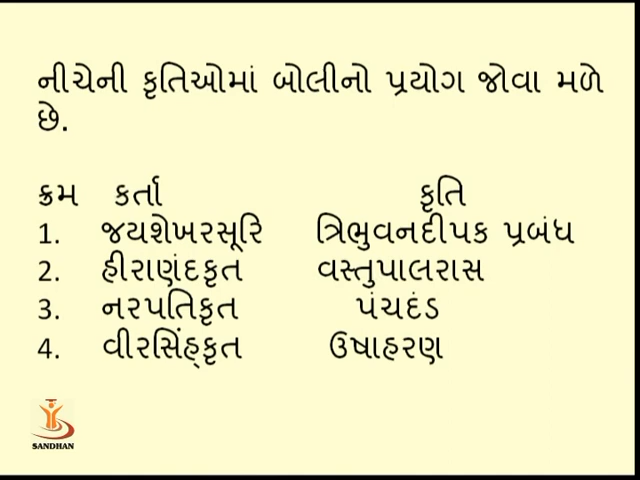 નીચેની કૃતિઓમાં બોલીનો પ્રયોગ જોવા મળે
છે.
ક્રમ કર્તા કૃતિ
1. જયશેખરસૂરિ ત્રિભુવનદીપક પ્રબંધ
2. હીરાણંદકૃત વસ્તુપાલરાસ
3. નરપતિકૃત પંચદંડ
4. વીરસિંહ્કૃત ઉષાહરણ
SANDHAN